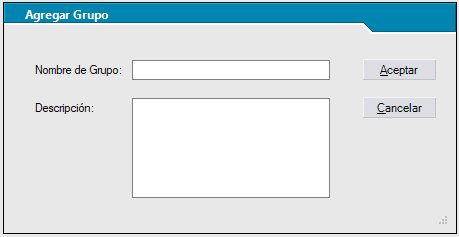 Agregar Grupo
Nombre de Grupo:
Aceptar
Descripción:
Cancelar